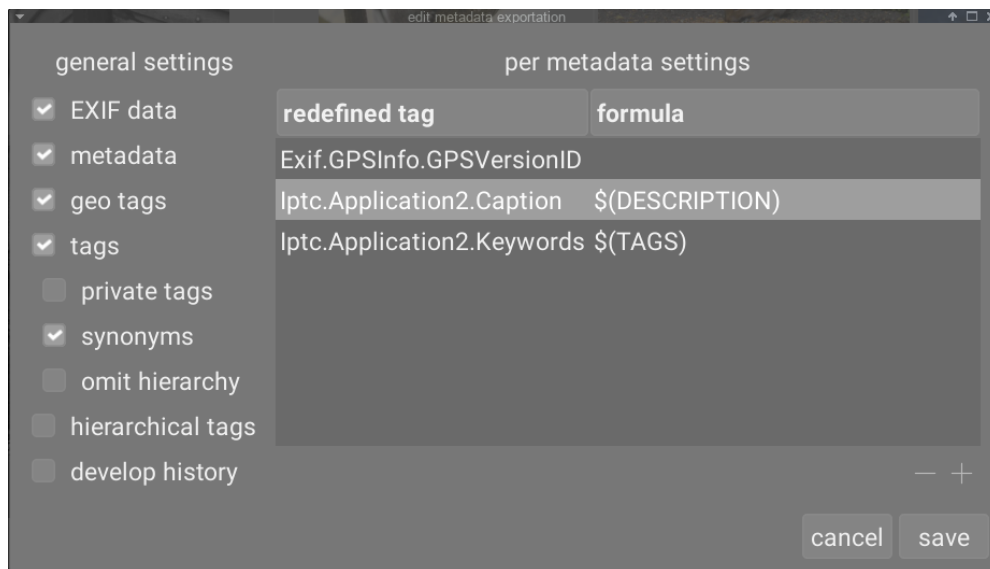 edit metadata exportation
general settings
per metadata settings
EXIF data
metadata
geo tags
tags
private tags
synonyms
omit hierarchy
hierarchical tags
develop history
redefined tag formula
Exif.GPSInfo.GPSVersionID
Iptc.Application2.Caption $(DESCRIPTION)
Iptc.Application2.Keywords $(TAGS)
cancel save